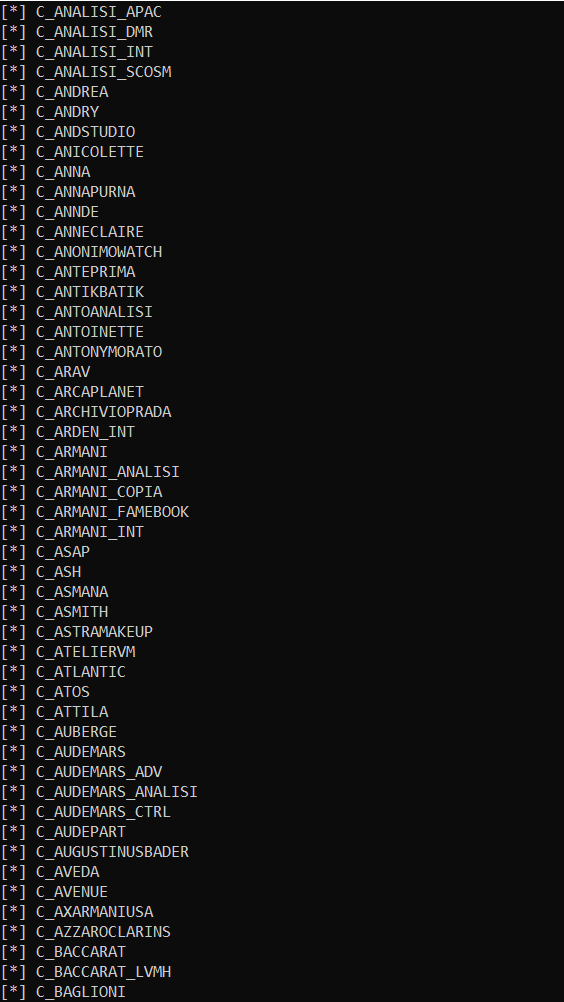 [*] C_ANALISI_APAC
[*] C_ANALISI_DMR
[*] C_ANALISI_INT
[*] C_ANALISI_SCOSM
[*] C_ANDREA
[*] C_ANDRY
[*] C_ANDSTUDIO
[*] C_ANICOLETTE
[*] C_ANNA
[*] C_ANNAPURNA
[*] C_ANNDE
[*] C_ANNECLAIRE
[*] C_ANONIMOWATCH
[*] C_ANTEPRIMA
[*] C_ANTIKBATIK
[*] C_ANTOANALISI
[*] C_ANTOINETTE
[*] C_ANTONYMORATO
[*] C_ARAV
[*] C_ARCAPLANET
[*] C_ARCHIVIOPRADA
[*] C_ARDEN_INT
[*] C_ARMANI
[*] C_ARMANI_ANALISI
[*] C_ARMANI_COPIA
[*] C_ARMANI_FAMEBOOK
[*] C_ARMANI_INT
[*] C_ASAP
[*] C_ASH
[*] C_ASMANA
[*] C_ASMITH
[*] C_ASTRAMAKEUP
[*] C_ATELIERVM
[*] C_ATLANTIC
[*] C_ATOS
[*] C_ATTILA
[*] C_AUBERGE
[*] C_AUDEMARS
[*] C_AUDEMARS_ADV
[*] C_AUDEMARS_ANALISI
[*] C_AUDEMARS_CTRL
[*] C_AUDEPART
[*] C_AUGUSTINUSBADER
[*] C_AVEDA
[*] C_AVENUE
[*] C_AXARMANIUSA
[*] C_AZZAROCLARINS
[*] C_BACCARAT
[*] C_BACCARAT_LVMH
[*] C_BAGLIONI